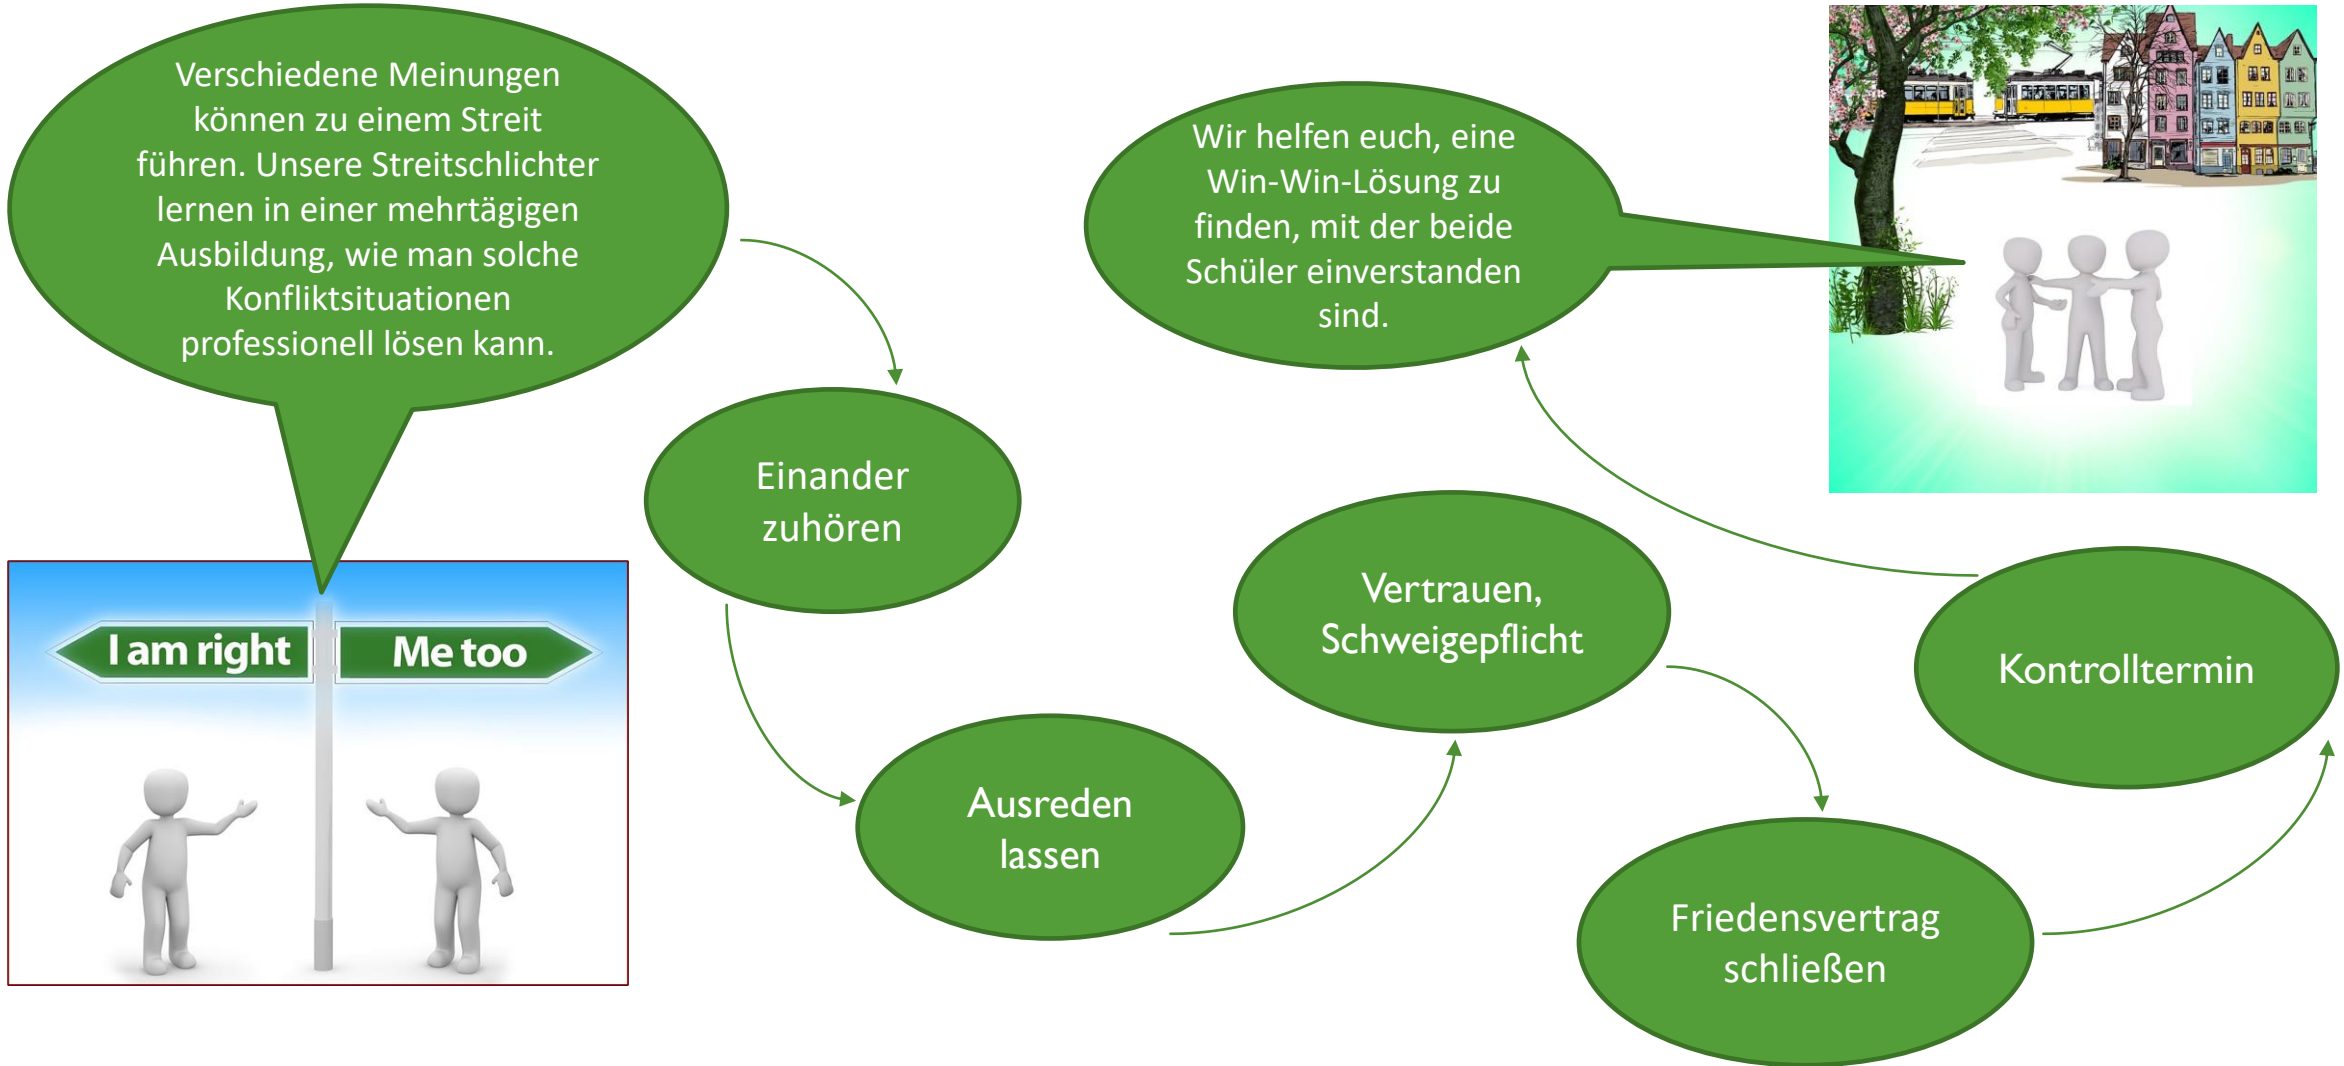 Verschiedene Meinungen
können zu einem Streit
führen. Unsere Streitschlichter
lernen in einer mehrtägigen
Ausbildung, wie man solche
Konfliktsituationen
professionell lösen kann.
I am right
Me too
Einander
zuhören
Ausreden
lassen
Vertrauen,
Schweigepflicht
Friedensvertrag
schließen
Kontrolltermin
Wir helfen euch, eine
Win-Win-Lösung zu
finden, mit der beide
Schüler einverstanden
sind.